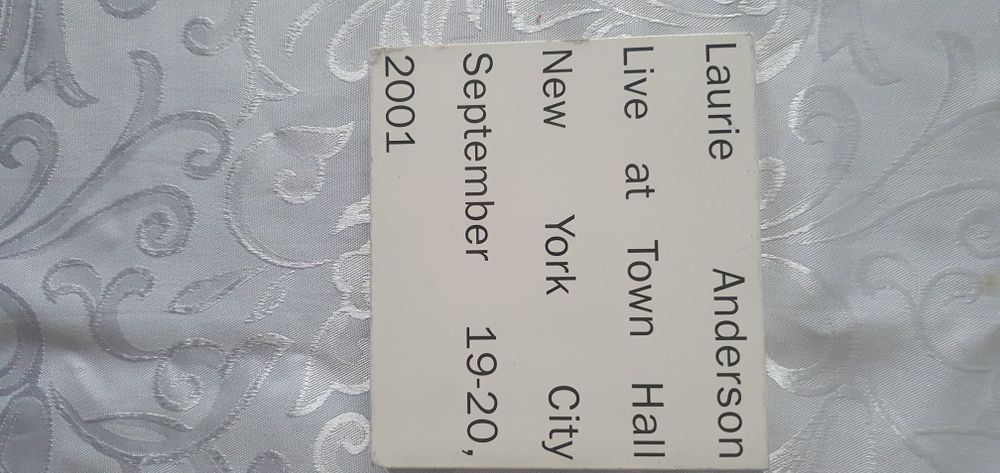 Laurie Anderson
Live at Town Hall
New York City
September 19-20,
2001